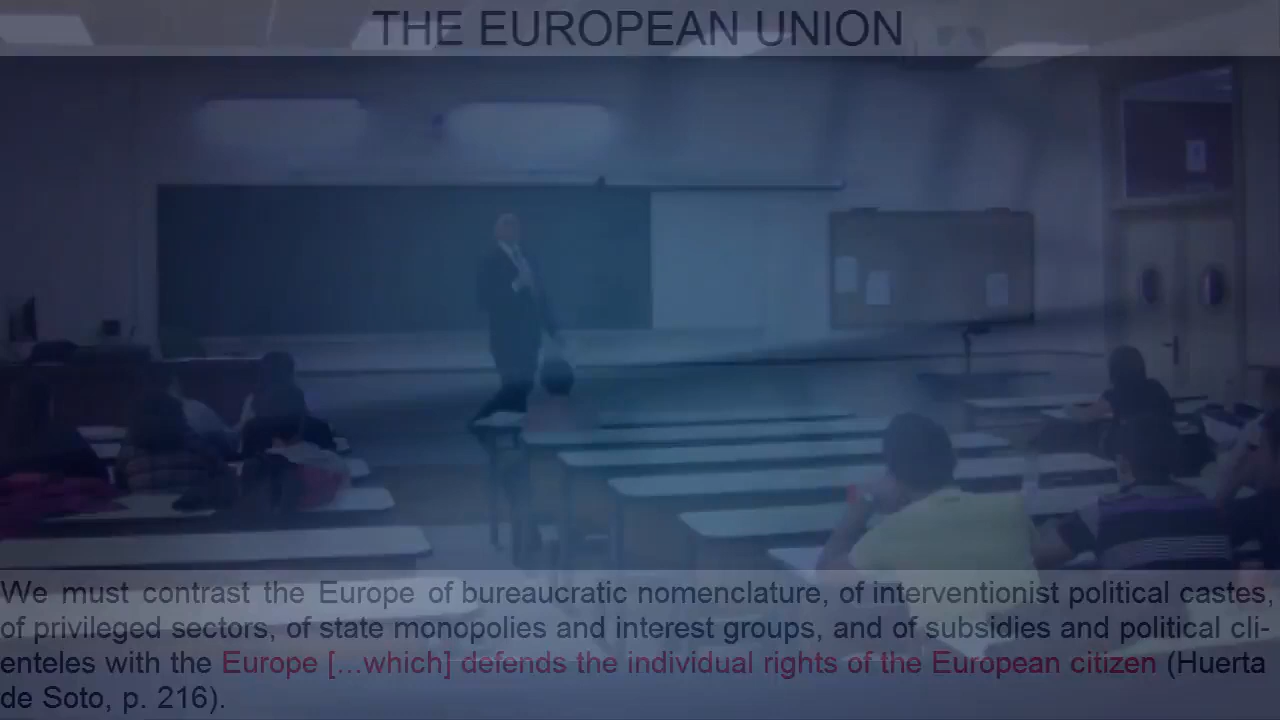 THE EUROPEAN UNION
We must contrast the Europe of bureaucratic nomenclature, of interventionist political castes,
of privileged sectors, of state monopolies and interest groups, and of subsidies and political cli-
enteles with the Europe [...which] defends the individual rights of the European citizen (Huerta
de Soto, p. 216).